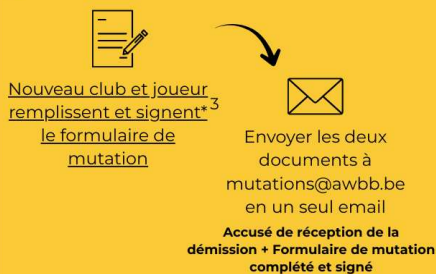 Nouveau club et joueur
remplissent et signent*3
le formulaire de
mutation
Envoyer les deux
documents à
mutations@awbb.be
en un seul email
Accusé de réception de la
démission + Formulaire de mutation
complété et signé